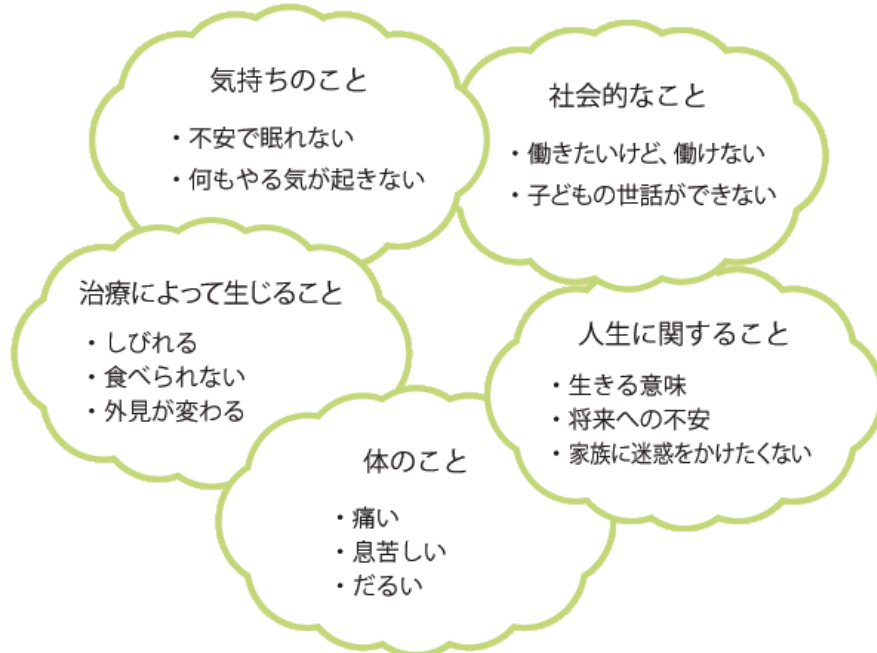 気持ちのこと
・不安で眠れない
・何もやる気が起きない
社会的なこと
・働きたいけど、働けない
・子どもの世話ができない
治療によって生じること
・しびれる
・食べられない
・外見が変わる
人生に関すること
・生きる意味
・将来への不安
・家族に迷惑をかけたくない
体のこと
・痛い
・息苦しい
・だるい